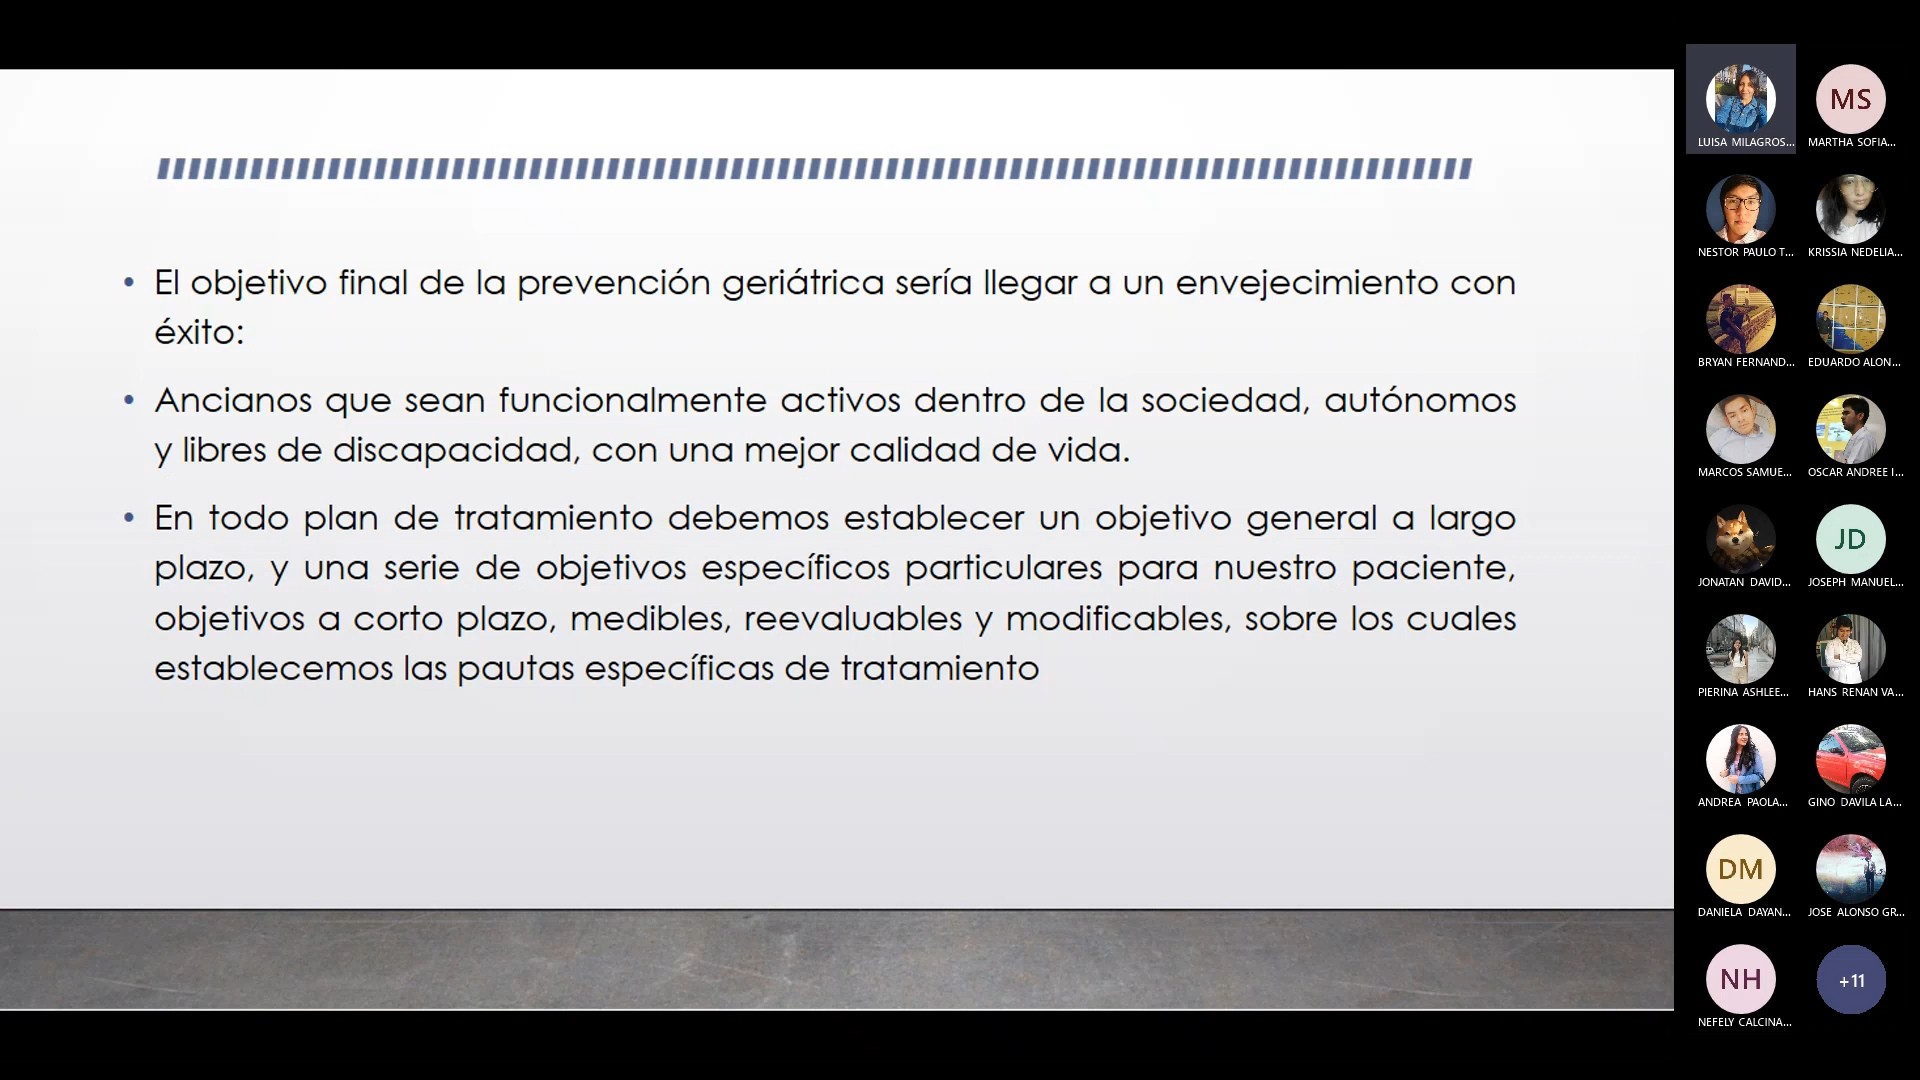 • El objetivo final de la prevención geriátrica sería llegar a un envejecimiento con
éxito:
• Ancianos que sean funcionalmente activos dentro de la sociedad, autónomos
y libres de discapacidad, con una mejor calidad de vida.
• En todo plan de tratamiento debemos establecer un objetivo general a largo
plazo, y una serie de objetivos específicos particulares para nuestro paciente,
objetivos a corto plazo, medibles, reevaluables y modificables, sobre los cuales
establecemos las pautas específicas de tratamiento
MS
LUISA MILAGROS...
MARTHA SOFIA...
NESTOR PAULO T...
KRISSIA NEDELIA...
BRYAN FERNAND...
EDUARDO ALON...
MARCOS SAMUE...
OSCAR ANDREE I...
JD
JONATAN DAVID...
JOSEPH MANUEL...
PIERINA ASHLEE...
HANS RENAN VA...
ANDREA PAOLA...
GINO DAVILA LA...
DM
DANIELA DAYAN...
JOSE ALONSO GR...
NH
+11
NEFELY CALCINA...